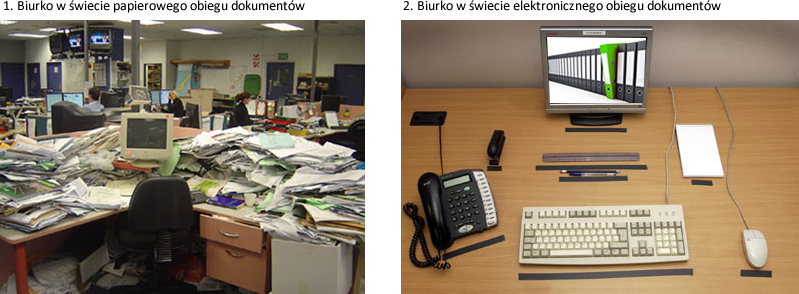 1. Biurko w świecie papierowego obiegu dokumentów
2. Biurko w świecie elektronicznego obiegu dokumentów